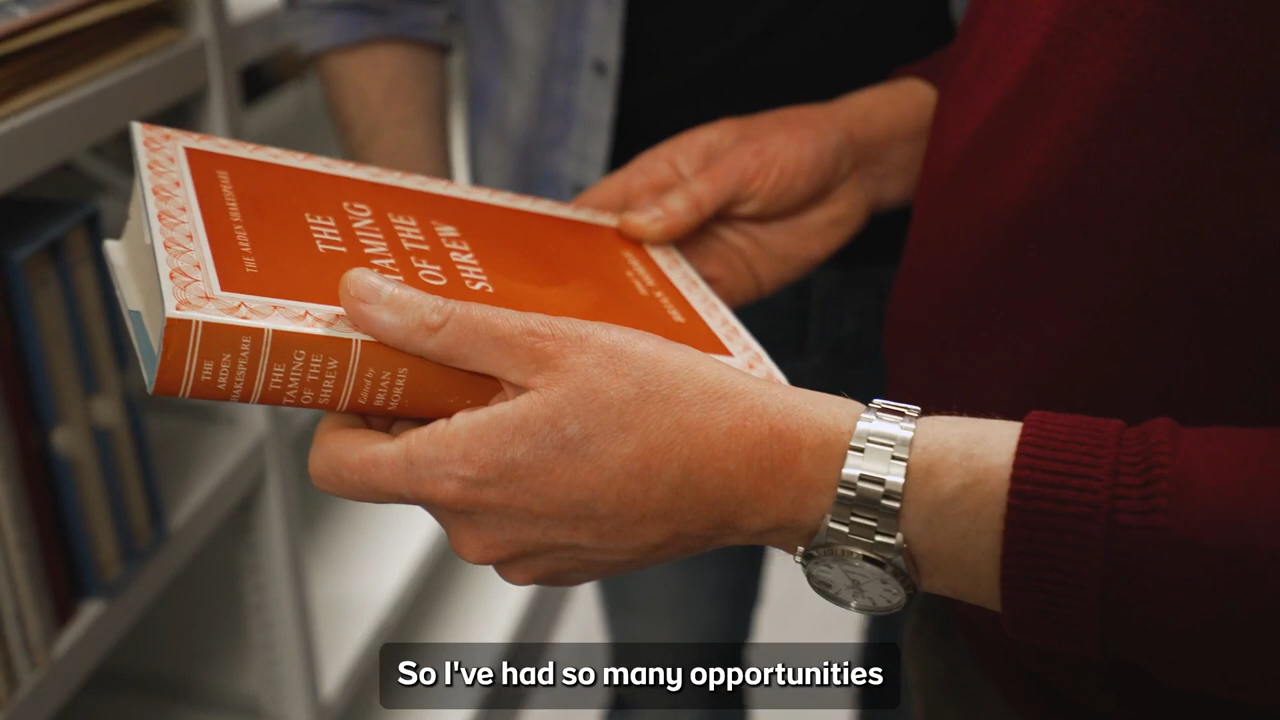 THE ARDEN SHAKESPEARE
THE
TAMING
OF THE
SHREW
THE
ARDEN
SHAKESPEARE
THE
TAMING
OF THE
SHREW
Edited by
BRIAN
MORRIS
So I've had so many opportunities